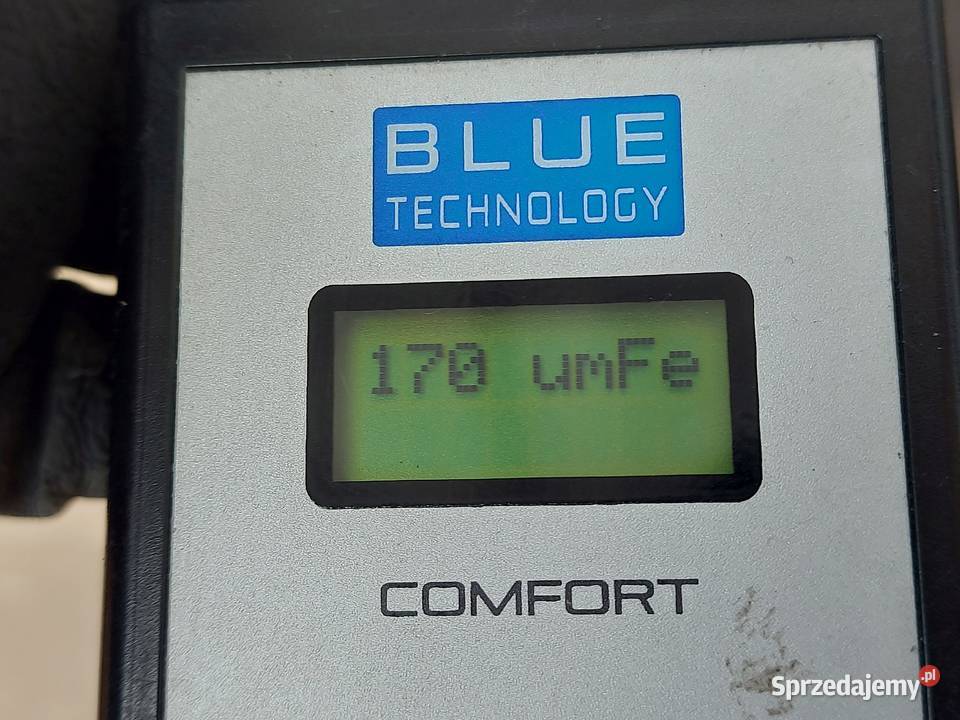 BLUE
TECHNOLOGY
170 umFe
COMFORT
Sprzedajemy.pl